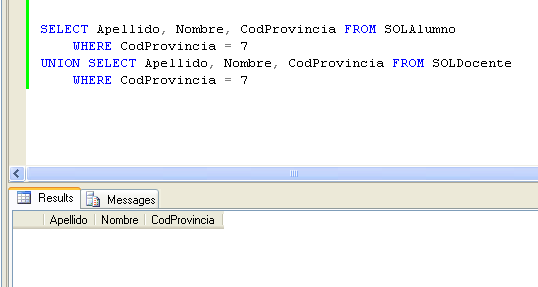 SELECT Apellido, Nombre, CodProvincia FROM SOLAlumno
WHERE CodProvincia = 7
UNION SELECT Apellido, Nombre, CodProvincia FROM SOLDocente
WHERE CodProvincia = 7
Results Messages
Apellido Nombre CodProvincia